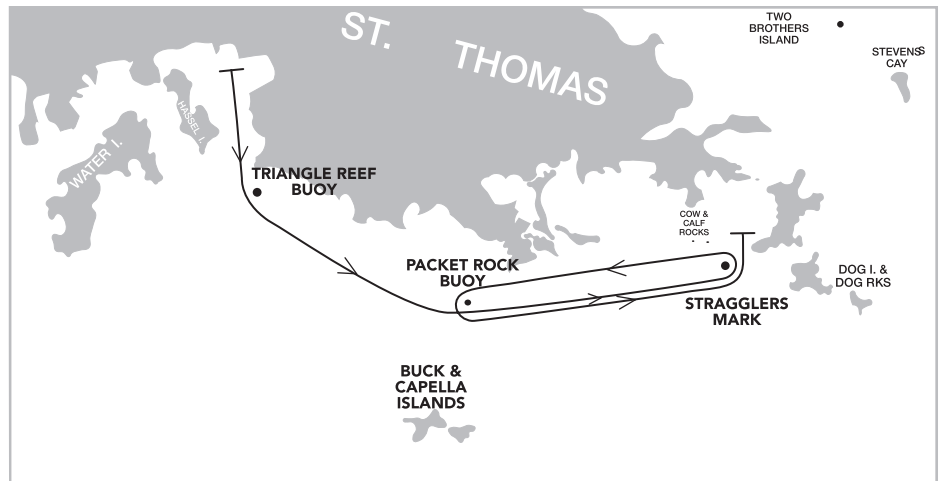 ST. THOMAS
TWO
BROTHERS
ISLAND
STEVENS
CAY
HASSEL I.
WATER I.
TRIANGLE REEF
BUOY
COW &
CALF
ROCKS
PACKET ROCK
BUOY
DOG I. &
DOG RKS
STRAGGLERS
MARK
BUCK &
CAPELLA
ISLANDS